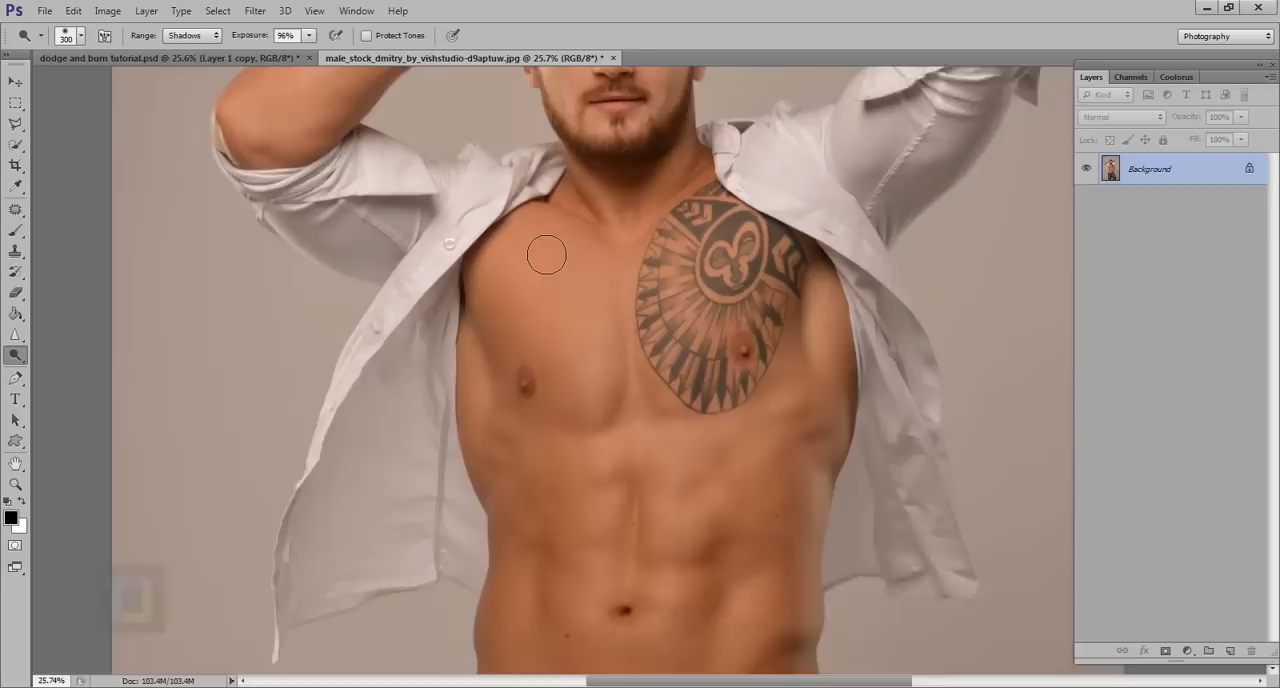 Ps File Edit Image Layer Type Select Filter 3D View Window Help
300 Range: Shadows Exposure: 96% Protect Tones Photography
dodge and burn tutorial.psd @ 25.6% (Layer 1 copy, RGB/8*) * × male_stock_dmitry_by_vishstudio-d9aptuw.jpg @ 25.7% (RGB/8*) * ×
Layers Channels Coolorus
Kind
Normal Opacity: 100%
Lock: Fill: 100%
Background
T
fx
25.74% Doc: 103.4M/103.4M